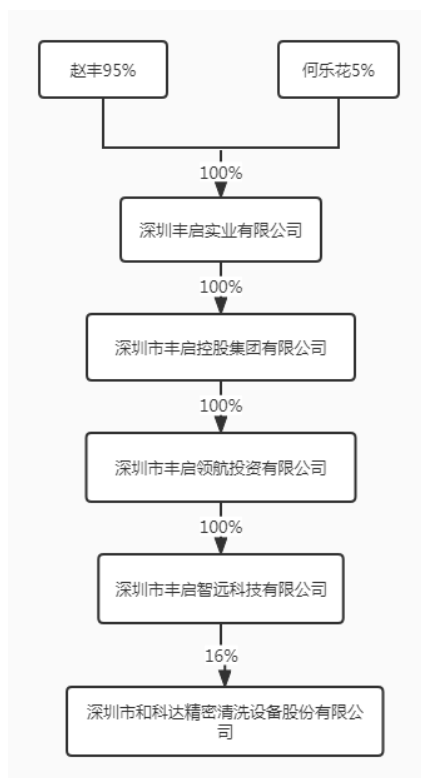 赵丰95%
何乐花5%
100%
深圳丰启实业有限公司
100%
深圳市丰启控股集团有限公司
100%
深圳市丰启领航投资有限公司
100%
深圳市丰启智远科技有限公司
16%
深圳市和科达精密清洗设备股份有限公
司